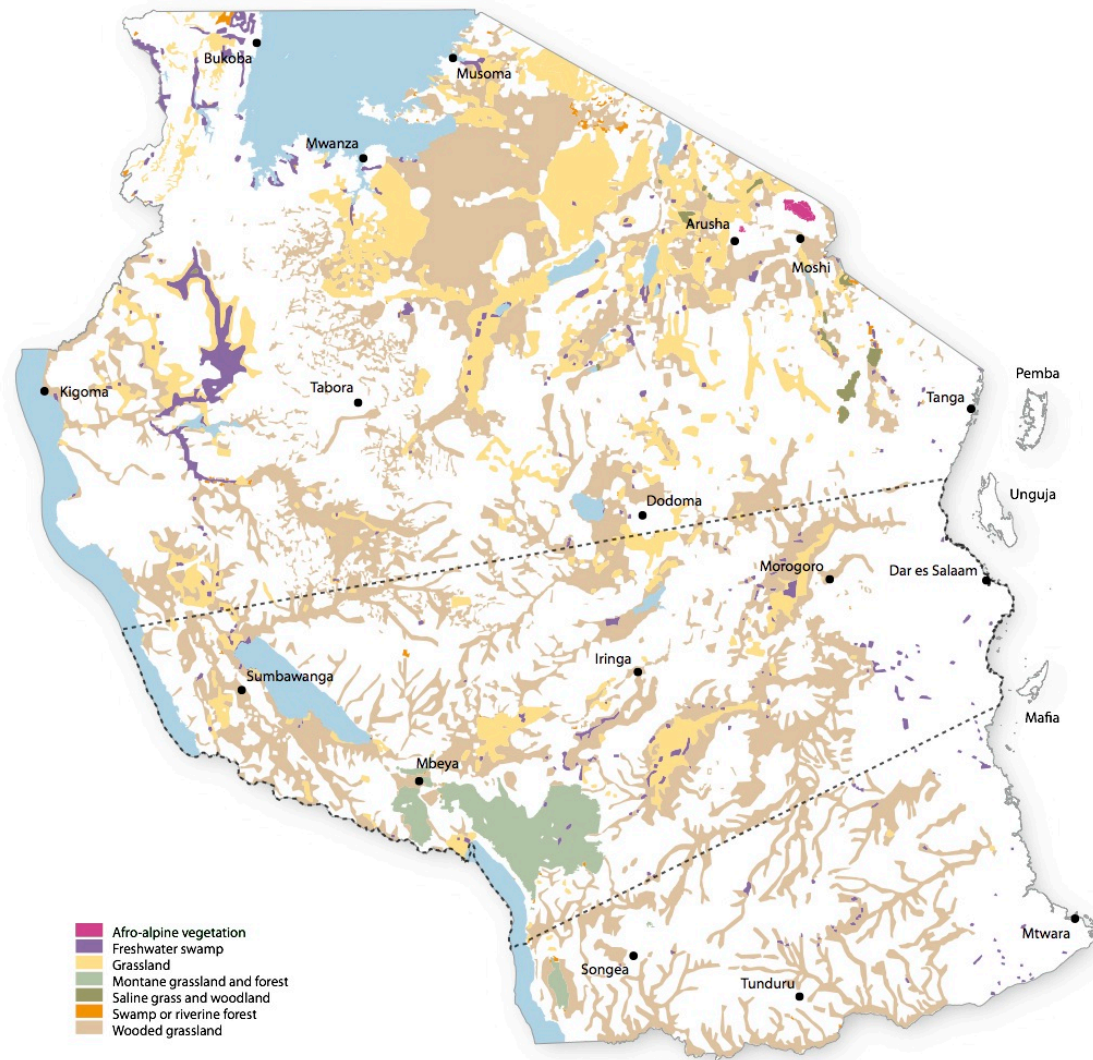 Bukoba
Musoma
Mwanza
Arusha
Moshi
Kigoma
Tabora
Tanga
Pemba
Unguja
Dodoma
Morogoro
Dar es Salaam
Iringa
Sumbawanga
Mafia
Mbeya
Mtwara
Songea
Tunduru
Afro-alpine vegetation
Freshwater swamp
Grassland
Montane grassland and forest
Saline grass and woodland
Swamp or riverine forest
Wooded grassland